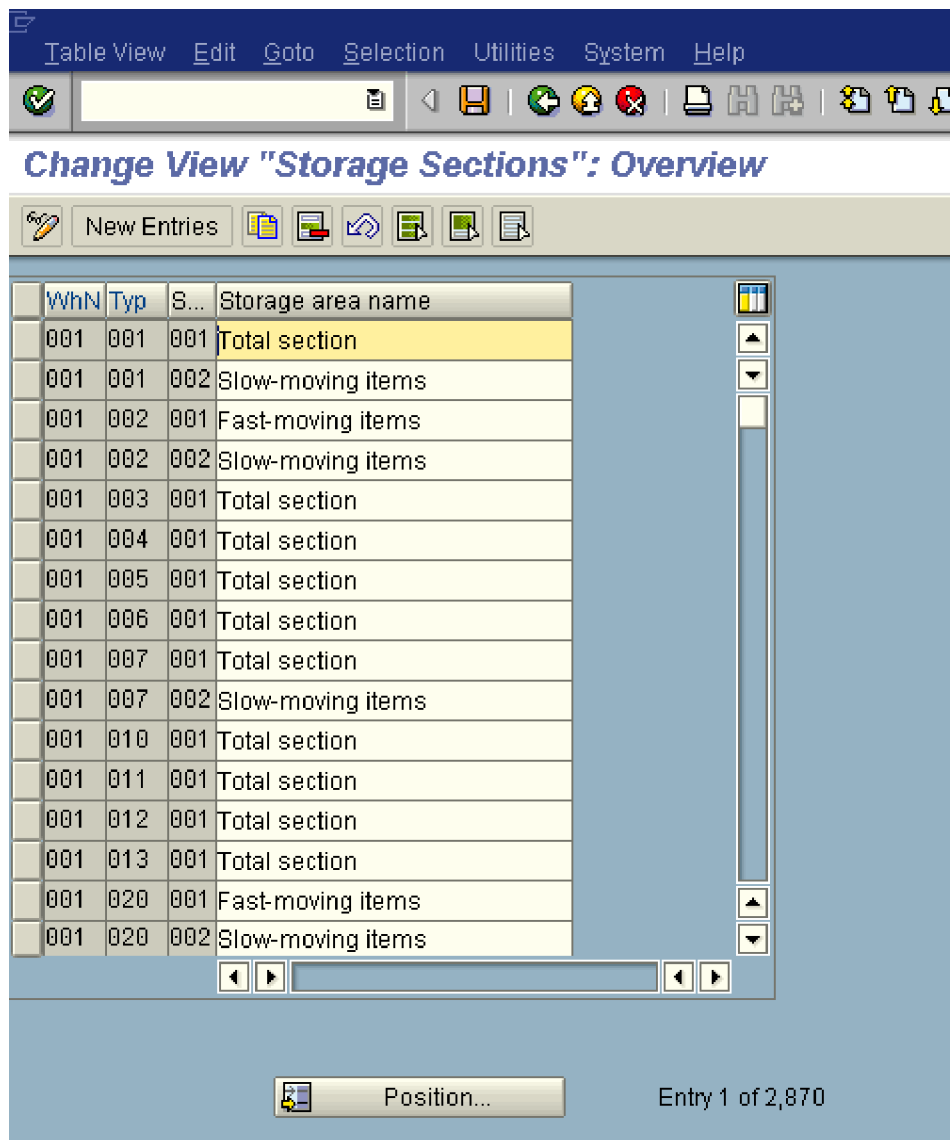 Table View Edit Goto Selection Utilities System Help
Change View "Storage Sections": Overview
New Entries
WhN Typ S... Storage area name
001 001 001 Total section
001 001 002 Slow-moving items
001 002 001 Fast-moving items
001 002 002 Slow-moving items
001 003 001 Total section
001 004 001 Total section
001 005 001 Total section
001 006 001 Total section
001 007 001 Total section
001 007 002 Slow-moving items
001 010 001 Total section
001 011 001 Total section
001 012 001 Total section
001 013 001 Total section
001 020 001 Fast-moving items
001 020 002 Slow-moving items
Position... Entry 1 of 2,870